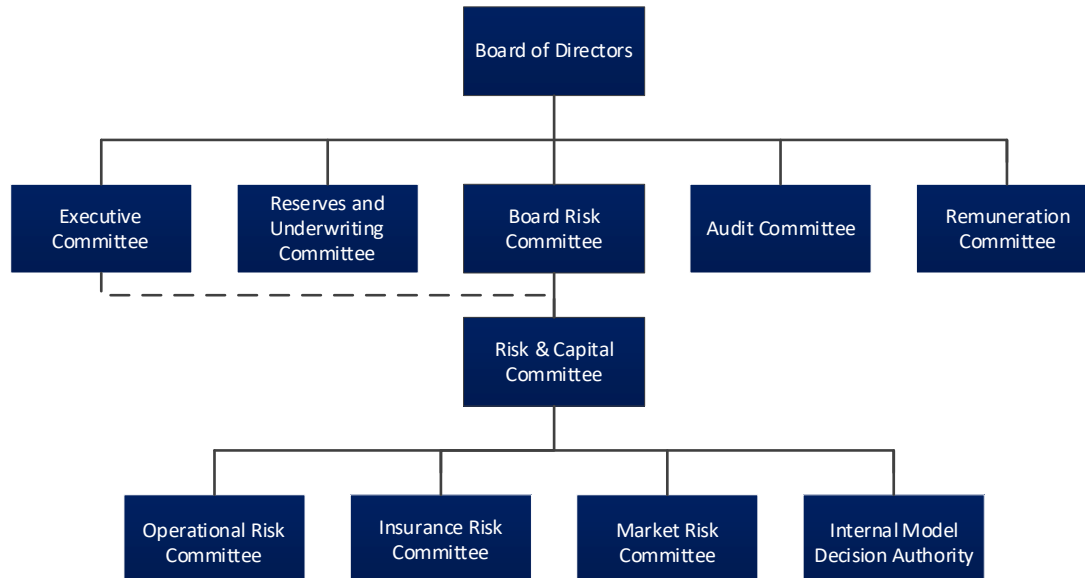 Board of Directors
Executive
Committee
Reserves and
Underwriting
Committee
Board Risk
Committee
Audit Committee
Remuneration
Committee
Risk & Capital
Committee
Operational Risk
Committee
Insurance Risk
Committee
Market Risk
Committee
Internal Model
Decision Authority